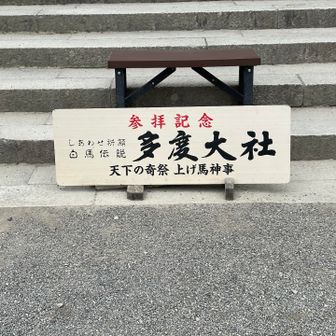 参拝記念
しあわせ祈願
白馬伝説
多度大社
天下の奇祭 上げ馬神事